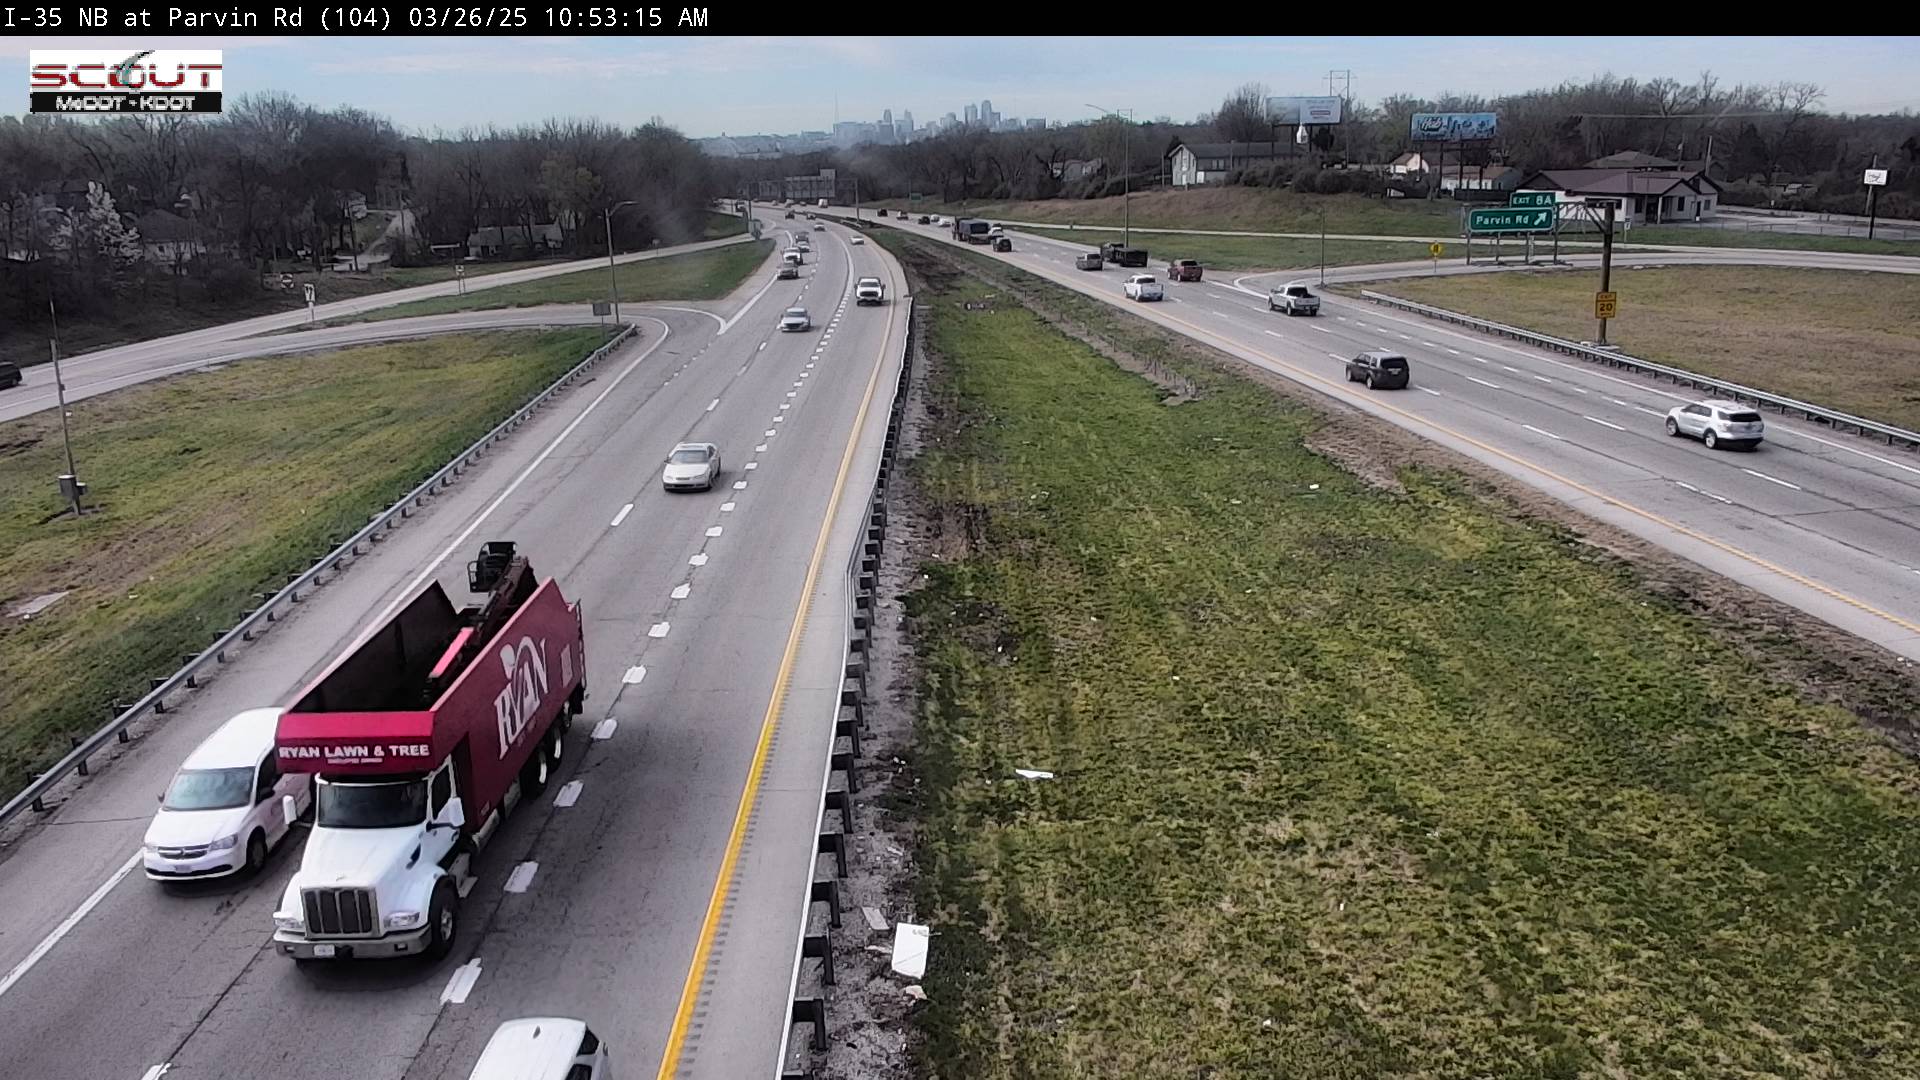 I-35 NB at Parvin Rd (104) 03/26/25 10:53:15 AM
SCOUT
MoDOT - KDOT
EXIT 8A
Parvin Rd
EXIT
20
RYAN
RYAN LAWN & TREE